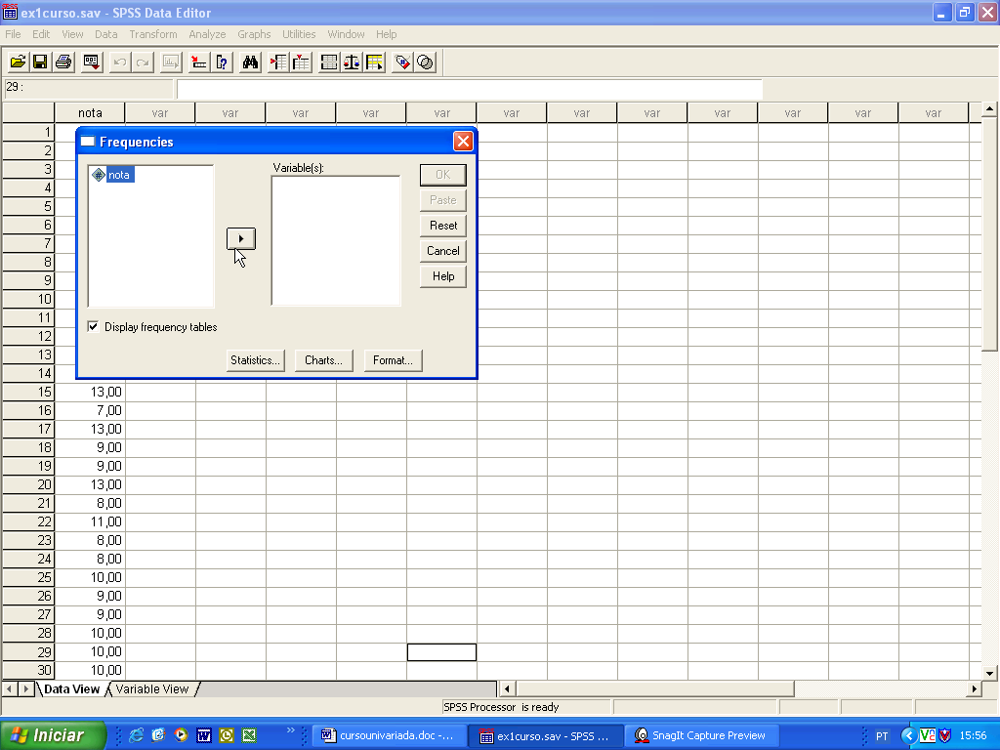 ex1curso.sav - SPSS Data Editor
File Edit View Data Transform Analyze Graphs Utilities Window Help
29 :
nota var var var var var var var var var var var var
1
2
3
4
5
6
7
8
9
10
11
12
13
14
Frequencies
nota
Variable(s):
OK
Paste
Reset
Cancel
Help
Display frequency tables
Statistics... Charts... Format...
15 13,00
16 7,00
17 13,00
18 9,00
19 9,00
20 13,00
21 8,00
22 11,00
23 8,00
24 8,00
25 10,00
26 9,00
27 9,00
28 10,00
29 10,00
30 10,00
Data View Variable View
SPSS Processor is ready
Iniciar cursounivariada.doc -... ex1curso.sav - SPSS ... SnagIt Capture Preview PT 15:56